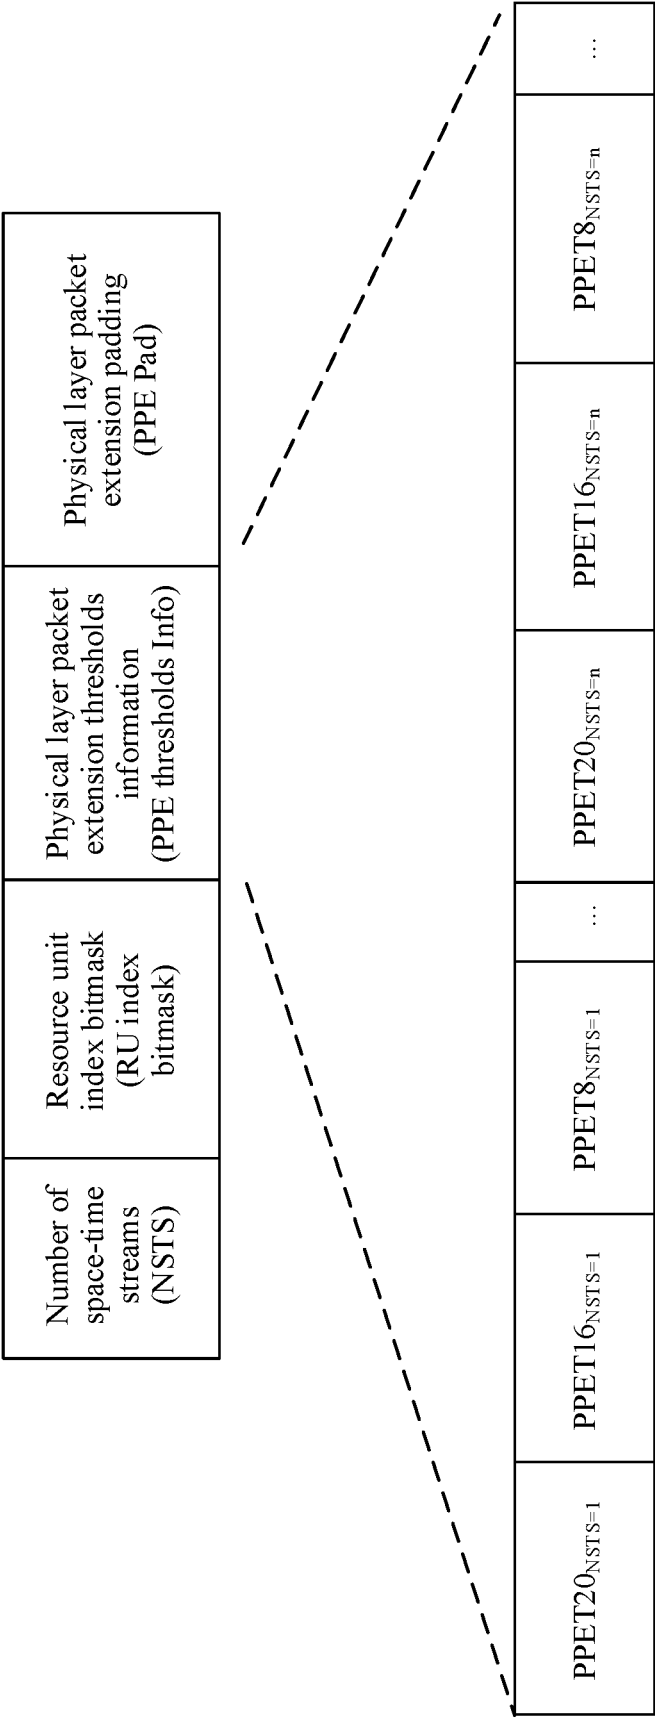 Number of
space-time
streams
(NSTS)
Resource unit
index bitmask
(RU index
bitmask)
Physical layer packet
extension thresholds
information
(PPE thresholds Info)
Physical layer packet
extension padding
(PPE Pad)
PPET20NSTS=1
PPET16NSTS=1
PPET8NSTS=1
...
PPET20NSTS=n
PPET16NSTS=n
PPET8NSTS=n
...